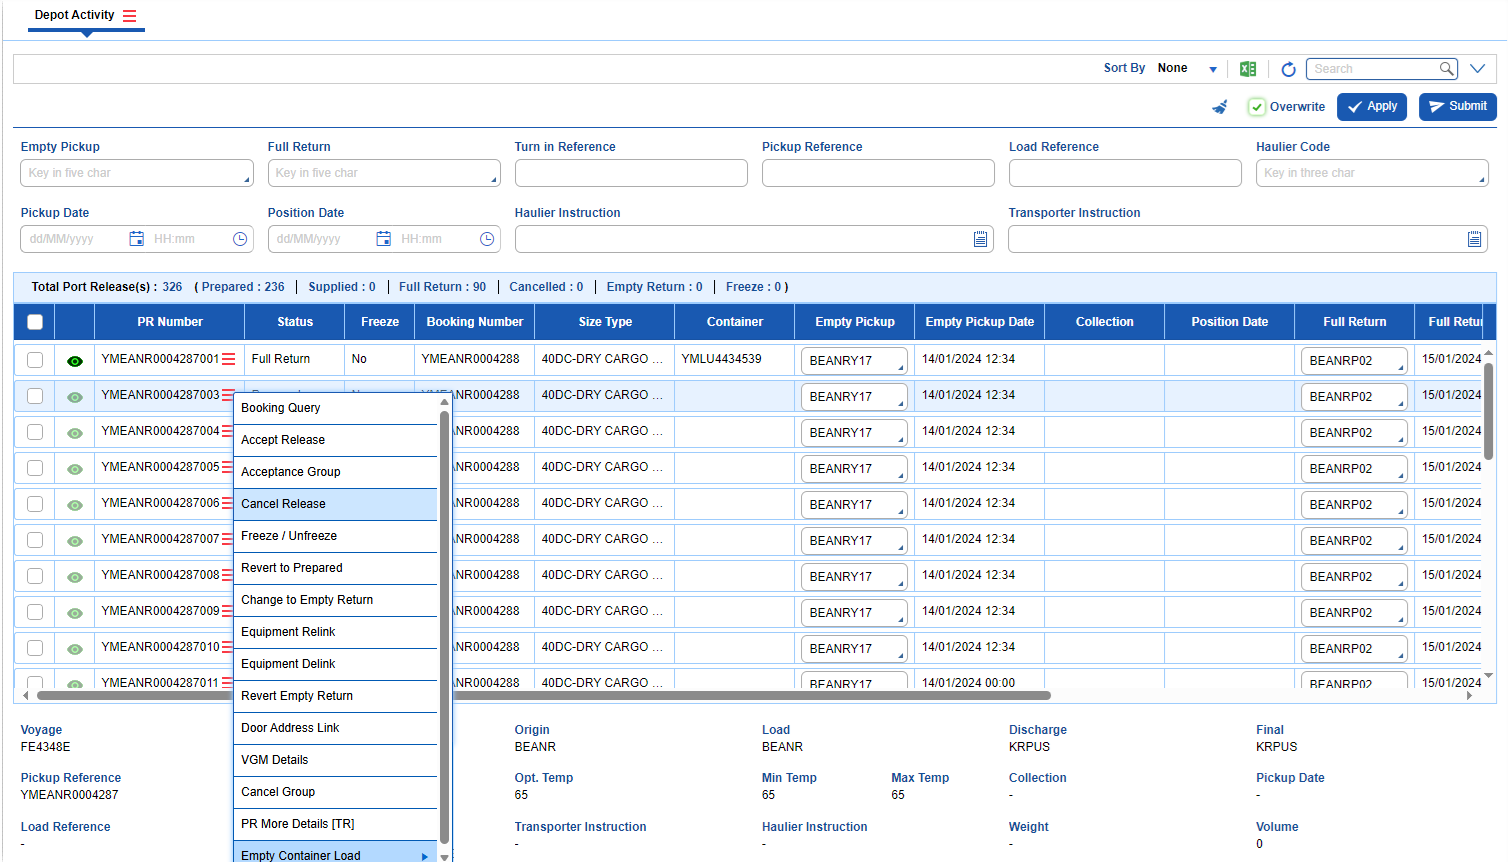 Depot Activity
Sort By None Search
Overwrite Apply Submit
Empty Pickup Full Return Turn in Reference Pickup Reference Load Reference Haulier Code
Key in five char Key in five char Key in three char
Pickup Date Position Date Haulier Instruction Transporter Instruction
dd/MM/yyyy HH:mm dd/MM/yyyy HH:mm
Total Port Release(s) : 326 ( Prepared : 236 | Supplied : 0 | Full Return : 90 | Cancelled : 0 | Empty Return : 0 | Freeze : 0 )
PR Number Status Freeze Booking Number Size Type Container Empty Pickup Empty Pickup Date Collection Position Date Full Return Full Retur
YMEANR0004287001 Full Return No YMEANR0004288 40DC-DRY CARGO ... YMLU4434539 BEANRY17 14/01/2024 12:34 BEANRP02 15/01/2024
YMEANR0004287003 NR0004288 40DC-DRY CARGO ... BEANRY17 14/01/2024 12:34 BEANRP02 15/01/2024
YMEANR0004287004 NR0004288 40DC-DRY CARGO ... BEANRY17 14/01/2024 12:34 BEANRP02 15/01/2024
YMEANR0004287005 NR0004288 40DC-DRY CARGO ... BEANRY17 14/01/2024 12:34 BEANRP02 15/01/2024
YMEANR0004287006 NR0004288 40DC-DRY CARGO ... BEANRY17 14/01/2024 12:34 BEANRP02 15/01/2024
YMEANR0004287007 NR0004288 40DC-DRY CARGO ... BEANRY17 14/01/2024 12:34 BEANRP02 15/01/2024
YMEANR0004287008 NR0004288 40DC-DRY CARGO ... BEANRY17 14/01/2024 12:34 BEANRP02 15/01/2024
YMEANR0004287009 NR0004288 40DC-DRY CARGO ... BEANRY17 14/01/2024 12:34 BEANRP02 15/01/2024
YMEANR0004287010 NR0004288 40DC-DRY CARGO ... BEANRY17 14/01/2024 12:34 BEANRP02 15/01/2024
YMEANR0004287011 NR0004288 40DC-DRY CARGO ... BEANRY17 14/01/2024 00:00 BEANRP02 15/01/2024
Booking Query
Accept Release
Acceptance Group
Cancel Release
Freeze / Unfreeze
Revert to Prepared
Change to Empty Return
Equipment Relink
Equipment Delink
Revert Empty Return
Door Address Link
VGM Details
Cancel Group
PR More Details [TR]
Empty Container Load
Voyage Origin Load Discharge Final
FE4348E BEANR BEANR KRPUS KRPUS
Pickup Reference Opt. Temp Min Temp Max Temp Collection Pickup Date
YMEANR0004287 65 65 65 - -
Load Reference Transporter Instruction Haulier Instruction Weight Volume
- - - - 0